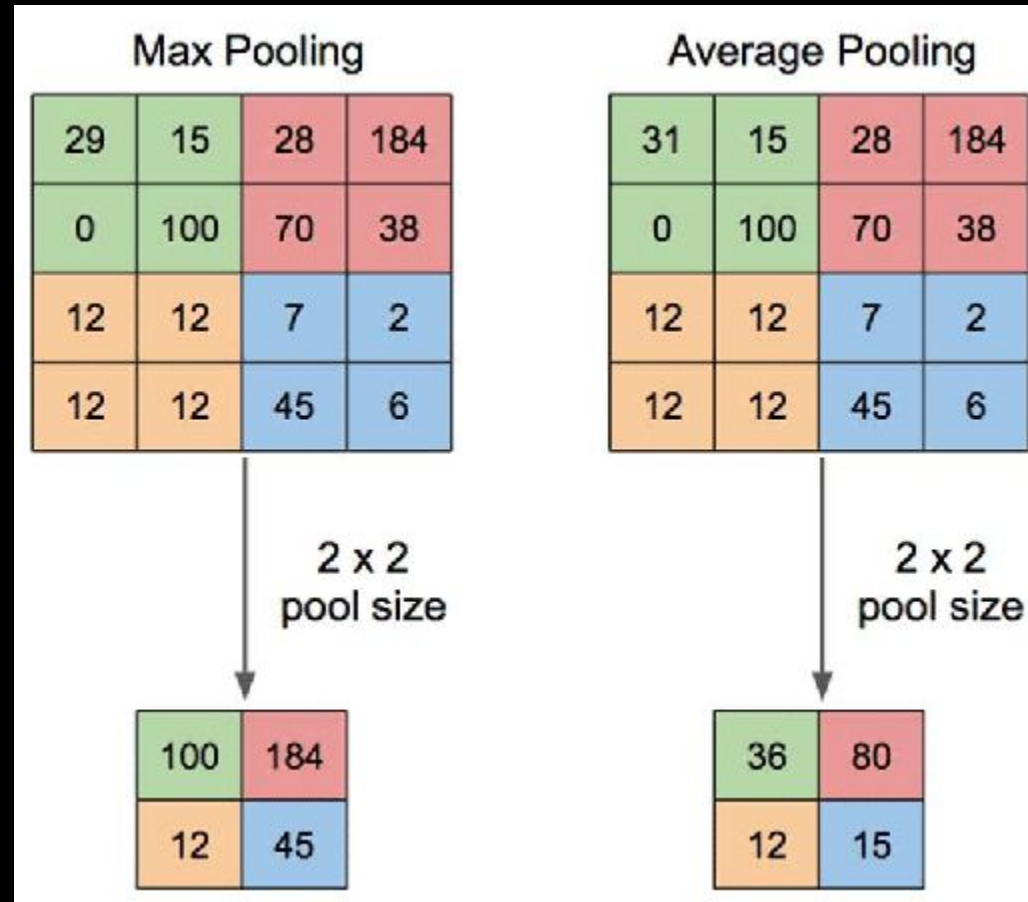 Max Pooling
29 15 28 184
0 100 70 38
12 12 7 2
12 12 45 6
2 x 2
pool size
100 184
12 45
Average Pooling
31 15 28 184
0 100 70 38
12 12 7 2
12 12 45 6
2 x 2
pool size
36 80
12 15